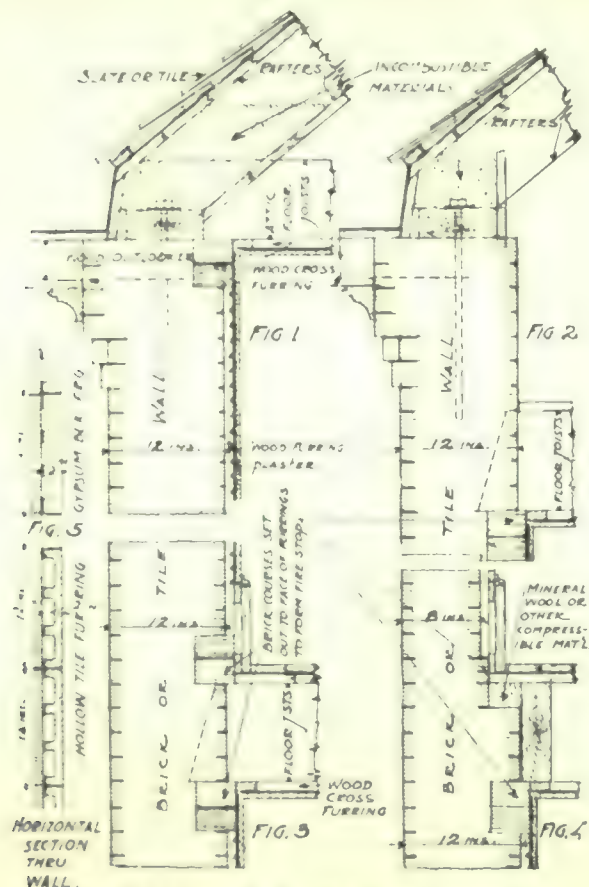 SLATE OR TILE
RAFTERS
INCOMBUSTIBLE
MATERIALS
RAFTERS
ATTIC
FLOOR
JOISTS
WOOD CROSS
FURRING
FIG 1
FIG 2
WALL
12 INS.
WOOD FURRING
PLASTER
WALL
12 INS.
FLOOR JOISTS
GYPSUM
FIG. 5
HOLLOW TILE FURRING
HORIZONTAL
SECTION
THRU
WALL.
BRICK OR TILE
12 INS.
BRICK COURSES SET
OUT TO FACE OF FURRINGS
TO FORM FIRE STOP.
WOOD
CROSS
FURRING
FIG. 3
BRICK OR TILE
8 INS.
MINERAL
WOOL OR
OTHER
COMPRESS-
IBLE MAT'L
12 INS.
FIG. 4